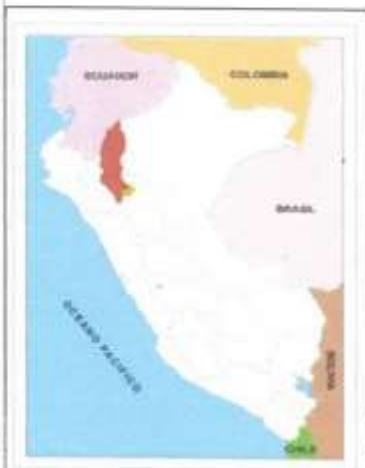 ECUADOR
COLOMBIA
BRASIL
OCEANO PACIFICO
BOLIVIA
CHILE